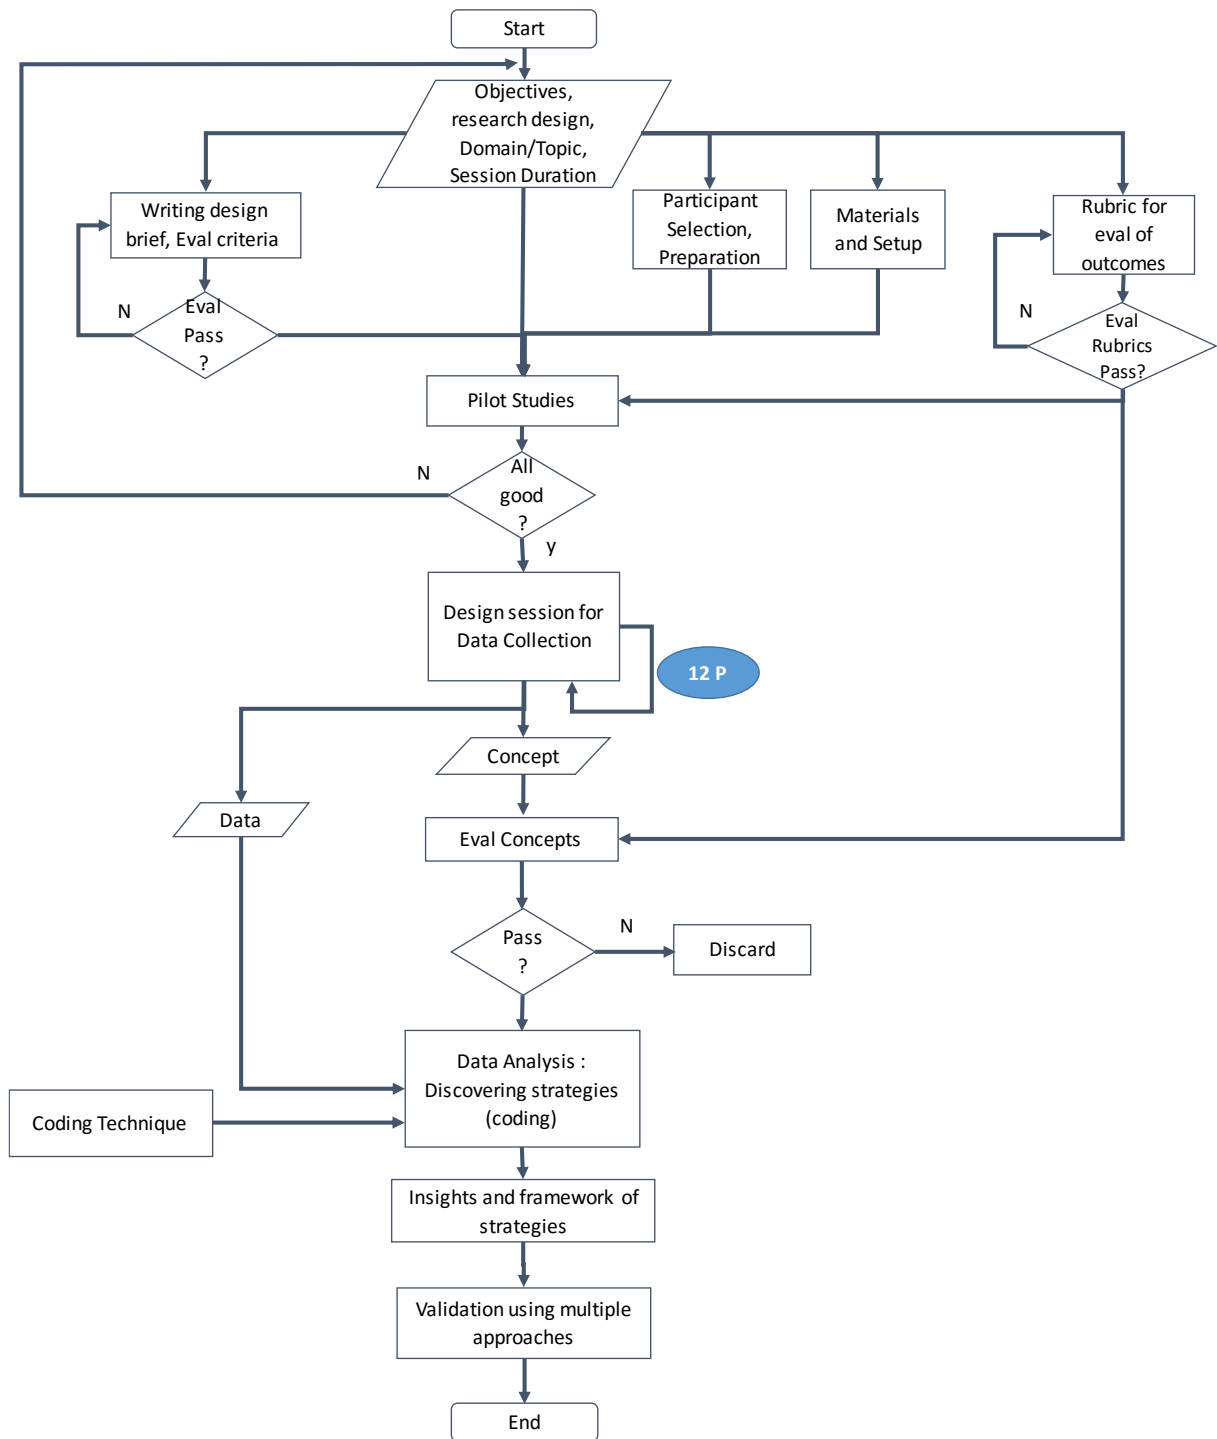 Start
Objectives,
research design,
Domain/Topic,
Session Duration
Writing design
brief, Eval criteria
Participant
Selection,
Preparation
Materials
and Setup
Rubric for
eval of
outcomes
N
Eval
Pass
?
N
Eval
Rubrics
Pass?
Pilot Studies
N
All
good
?
y
Design session for
Data Collection
12 P
Concept
Data
Eval Concepts
Pass
?
N
Discard
Data Analysis :
Discovering strategies
(coding)
Coding Technique
Insights and framework of
strategies
Validation using multiple
approaches
End